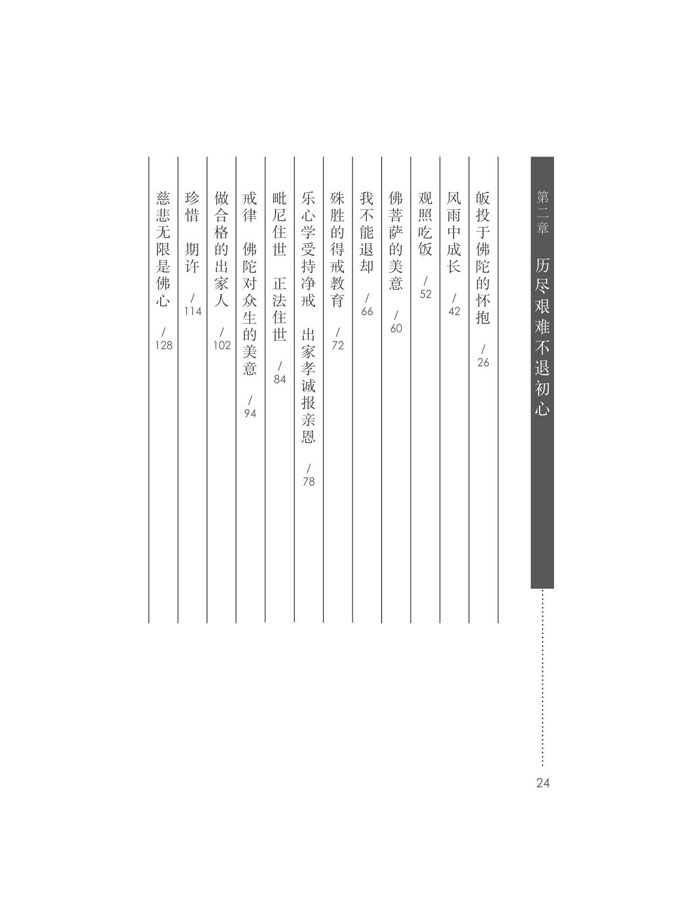 第二章　历尽艰难不退初心
24
皈投于佛陀的怀抱　/26
风雨中成长　/42
观照吃饭　/52
佛菩萨的美意　/60
我不能退却　/66
殊胜的得戒教育　/72
乐心学受持净戒　出家孝诚报亲恩　/78
毗尼住世　正法住世　/84
戒律　佛陀对众生的美意　/94
做合格的出家人　/102
珍惜　期许　/114
慈悲无限是佛心　/128